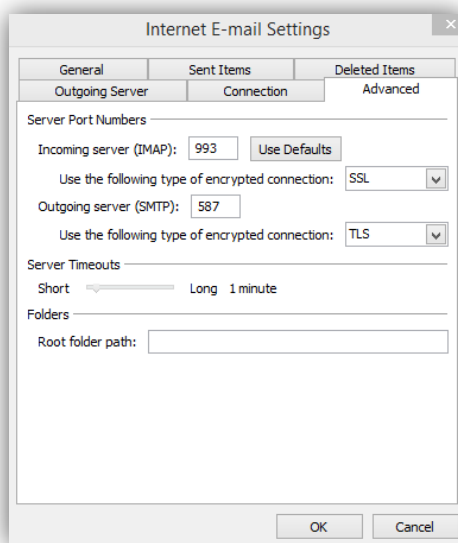 Internet E-mail Settings
General Sent Items Deleted Items
Outgoing Server Connection Advanced
Server Port Numbers
Incoming server (IMAP): 993 Use Defaults
Use the following type of encrypted connection: SSL
Outgoing server (SMTP): 587
Use the following type of encrypted connection: TLS
Server Timeouts
Short Long 1 minute
Folders
Root folder path:
OK Cancel